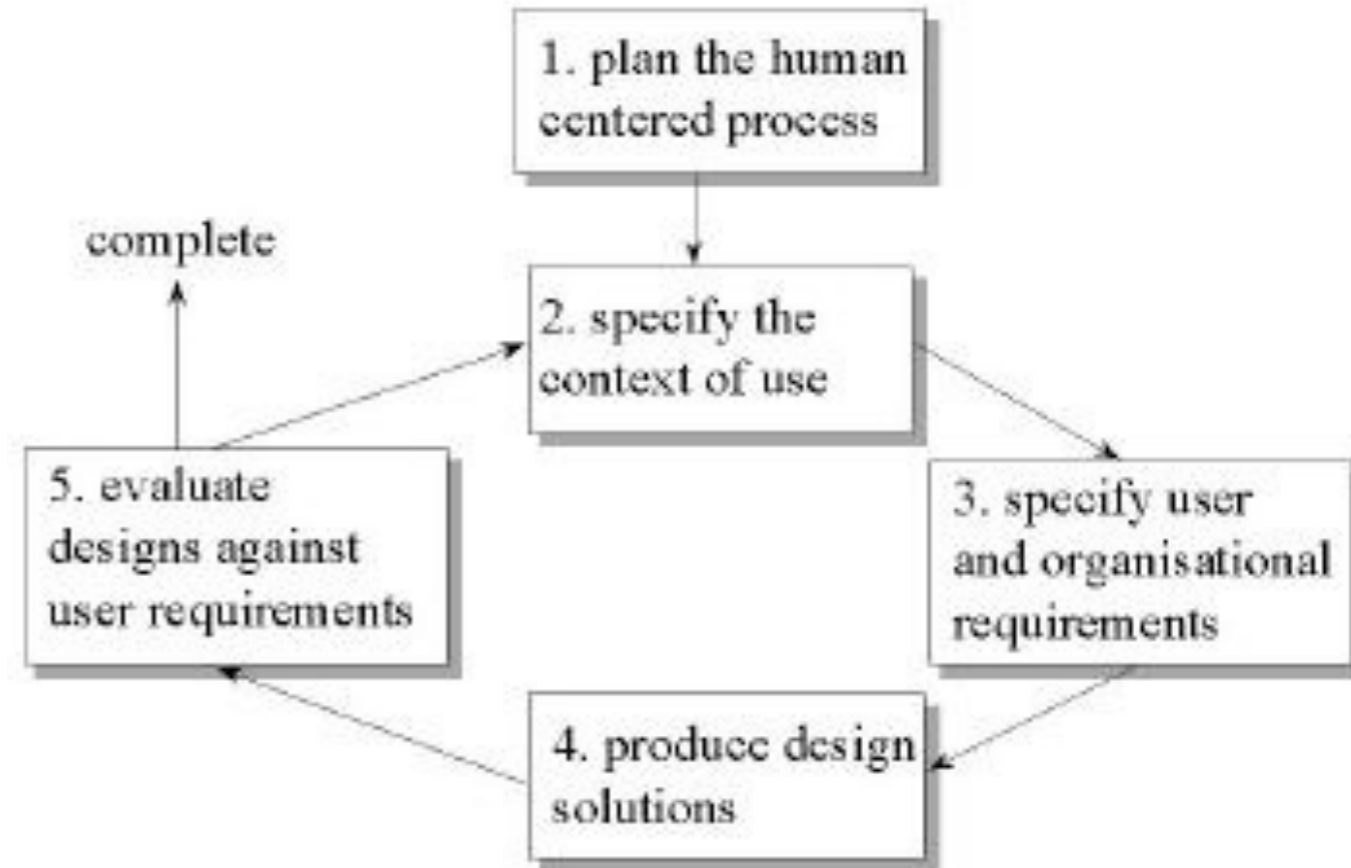 1. plan the human
centered process
complete
2. specify the
context of use
5. evaluate
designs against
user requirements
3. specify user
and organisational
requirements
4. produce design
solutions